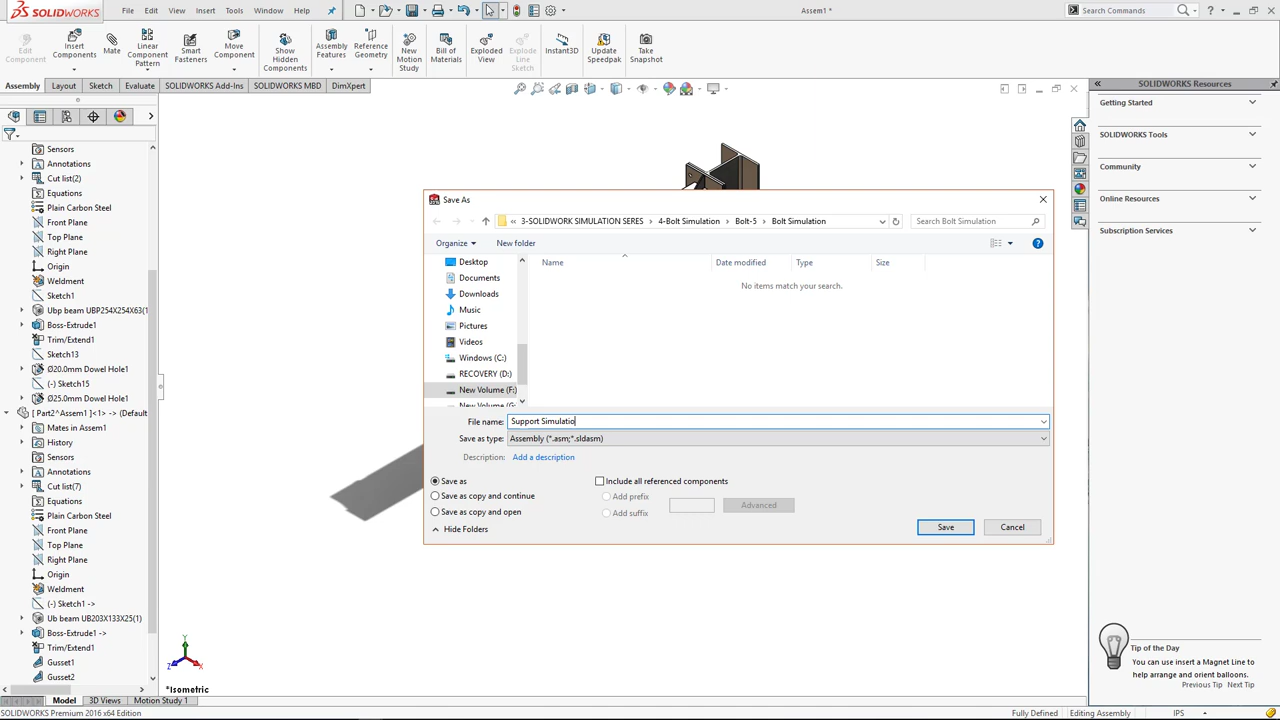 SOLIDWORKS File Edit View Insert Tools Window Help Assem1 * Search Commands
Edit Component
Insert Components
Mate
Linear Component Pattern
Smart Fasteners
Move Component
Show Hidden Components
Assembly Features
Reference Geometry
New Motion Study
Bill of Materials
Exploded View
Explode Line Sketch
Instant3D
Update Speedpak
Take Snapshot
Assembly Layout Sketch Evaluate SOLIDWORKS Add-Ins SOLIDWORKS MBD DimXpert
Sensors
Annotations
Cut list(2)
Equations
Plain Carbon Steel
Front Plane
Top Plane
Right Plane
Origin
Weldment
Sketch1
Ubp beam UBP254X254X63(1
Boss-Extrude1
Trim/Extend1
Sketch13
Ø20.0mm Dowel Hole1
(-) Sketch15
Ø25.0mm Dowel Hole1
[ Part2^Assem1 ]<1> -> (Default
Mates in Assem1
History
Sensors
Annotations
Cut list(7)
Equations
Plain Carbon Steel
Front Plane
Top Plane
Right Plane
Origin
Weldment
(-) Sketch1 ->
Ub beam UB203X133X25(1)
Boss-Extrude1 ->
Trim/Extend1
Gusset1
Gusset2
Y
Z X
*Isometric
Save As
« 3-SOLIDWORK SIMULATION SERES > 4-Bolt Simulation > Bolt-5 > Bolt Simulation Search Bolt Simulation
Organize New folder
Desktop
Documents
Downloads
Music
Pictures
Videos
Windows (C:)
RECOVERY (D:)
New Volume (F:)
Name Date modified Type Size
No items match your search.
File name: Support Simulatio
Save as type: Assembly (*.asm;*.sldasm)
Description: Add a description
Save as
Save as copy and continue
Save as copy and open
Include all referenced components
Add prefix
Add suffix
Advanced
Hide Folders
Save Cancel
SOLIDWORKS Resources
Getting Started
SOLIDWORKS Tools
Community
Online Resources
Subscription Services
Tip of the Day
You can use insert a Magnet Line to
help arrange and orient balloons.
Previous Tip Next Tip
Model 3D Views Motion Study 1
SOLIDWORKS Premium 2016 x64 Edition Fully Defined Editing Assembly IPS